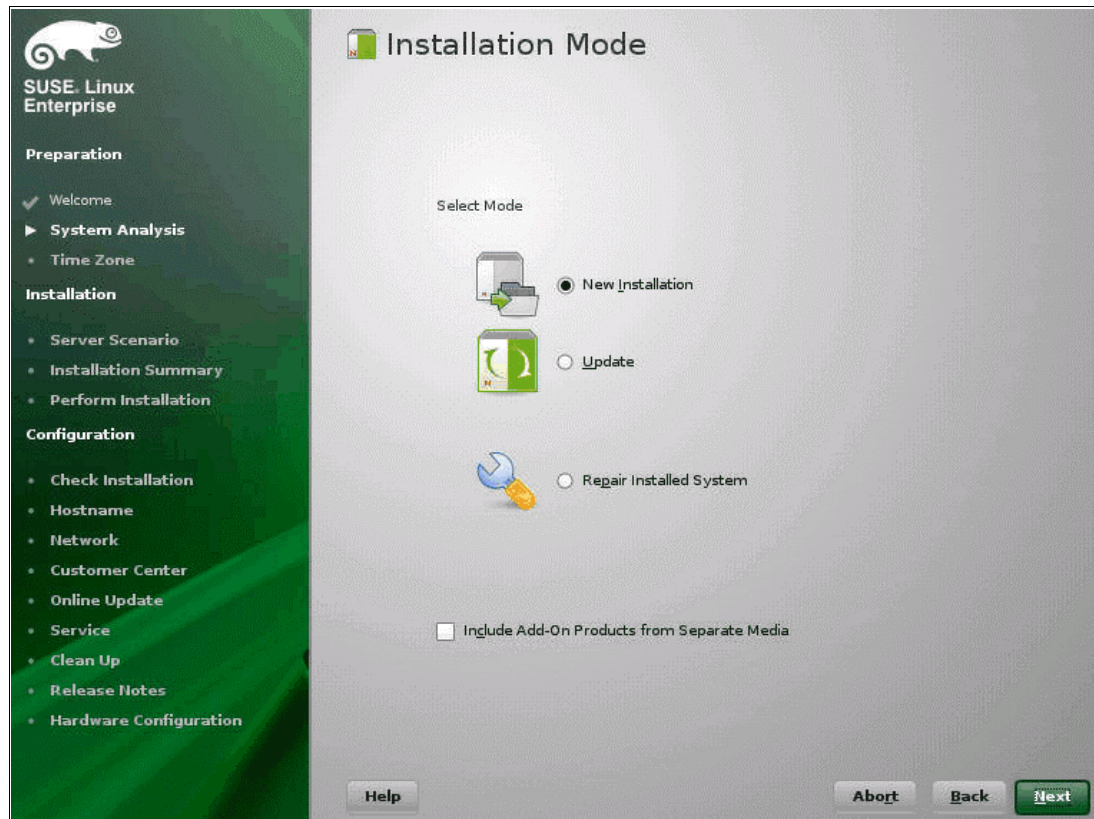 SUSE. Linux
Enterprise
Preparation
Welcome
System Analysis
Time Zone
Installation
Server Scenario
Installation Summary
Perform Installation
Configuration
Check Installation
Hostname
Network
Customer Center
Online Update
Service
Clean Up
Release Notes
Hardware Configuration
Installation Mode
Select Mode
New Installation
Update
Repair Installed System
Include Add-On Products from Separate Media
Help
Abort
Back
Next